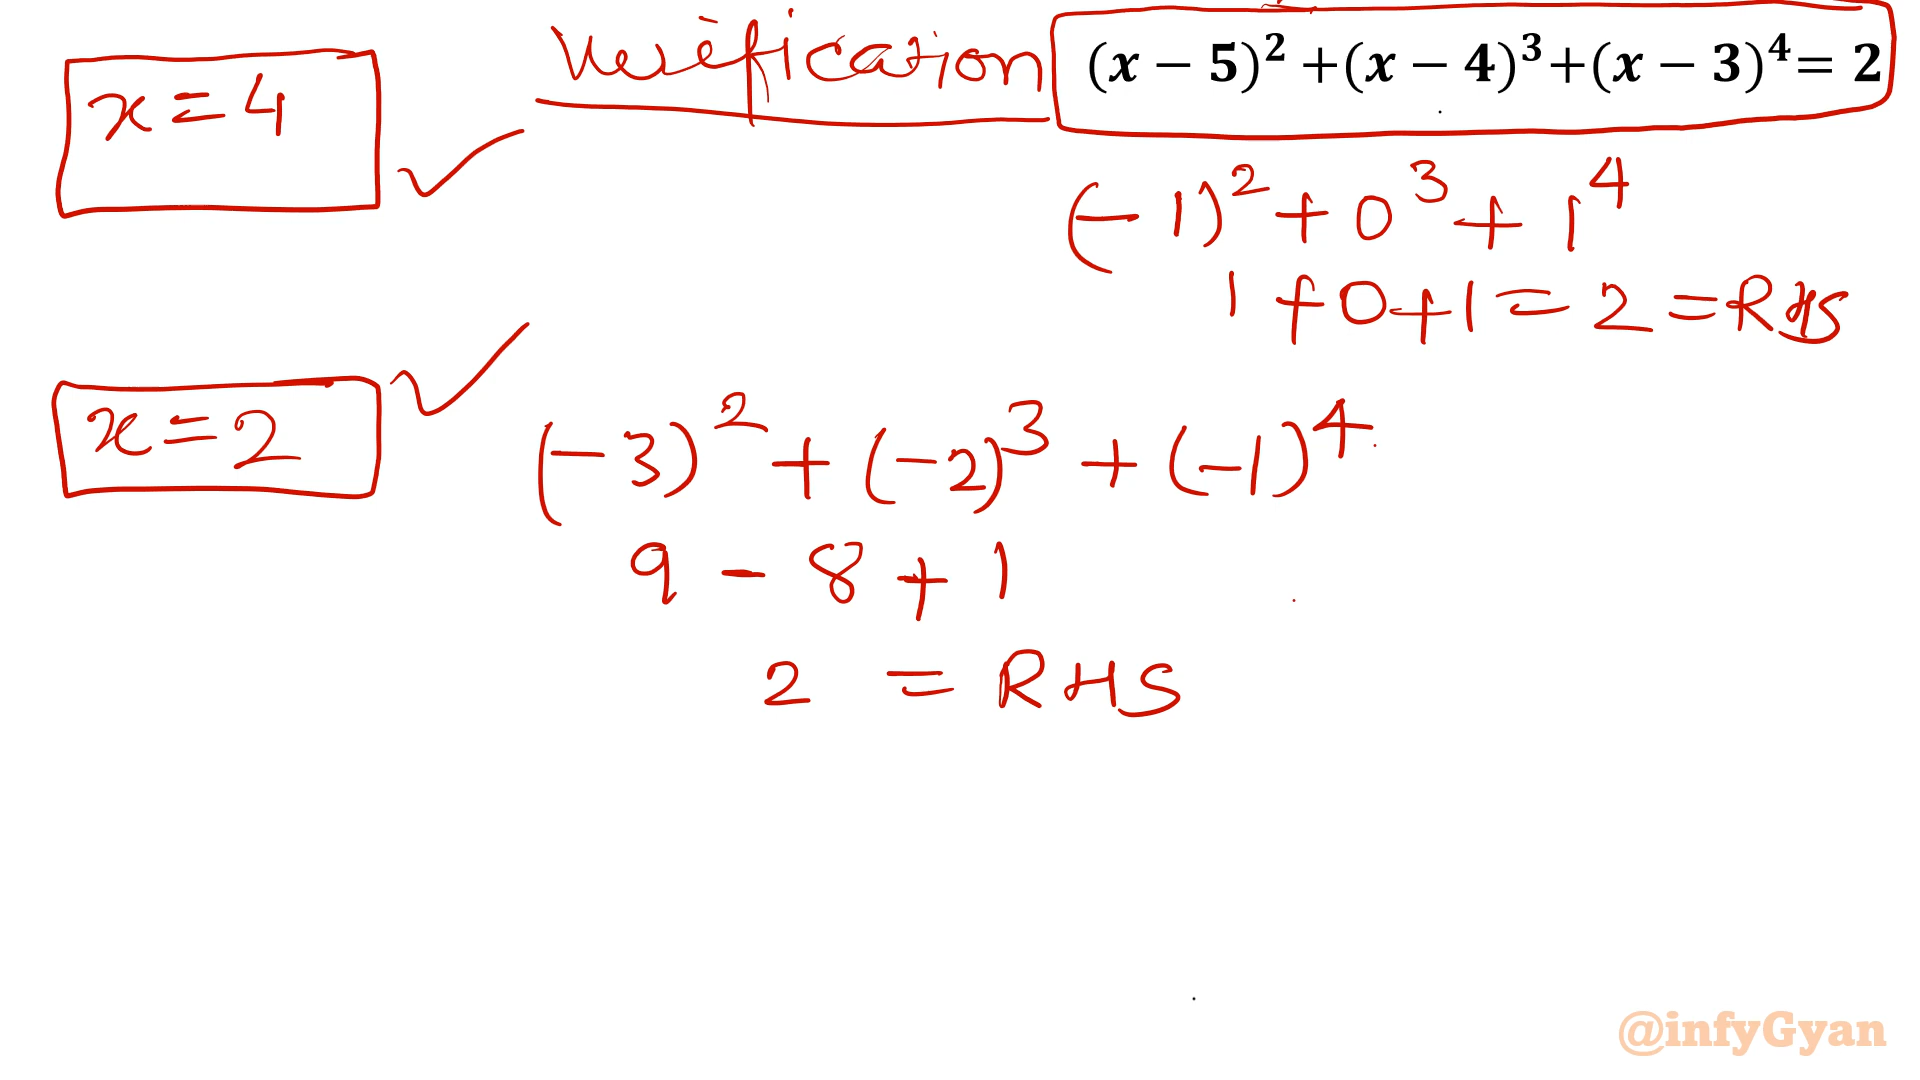 x = 4
verification
(x − 5)² +(x − 4)³+(x − 3)⁴= 2
(-1)² + 0³ + 1⁴
1 + 0 + 1 = 2 = RHS
x = 2
(-3)² + (-2)³ + (-1)⁴
9 - 8 + 1
2 = RHS
@infyGyan